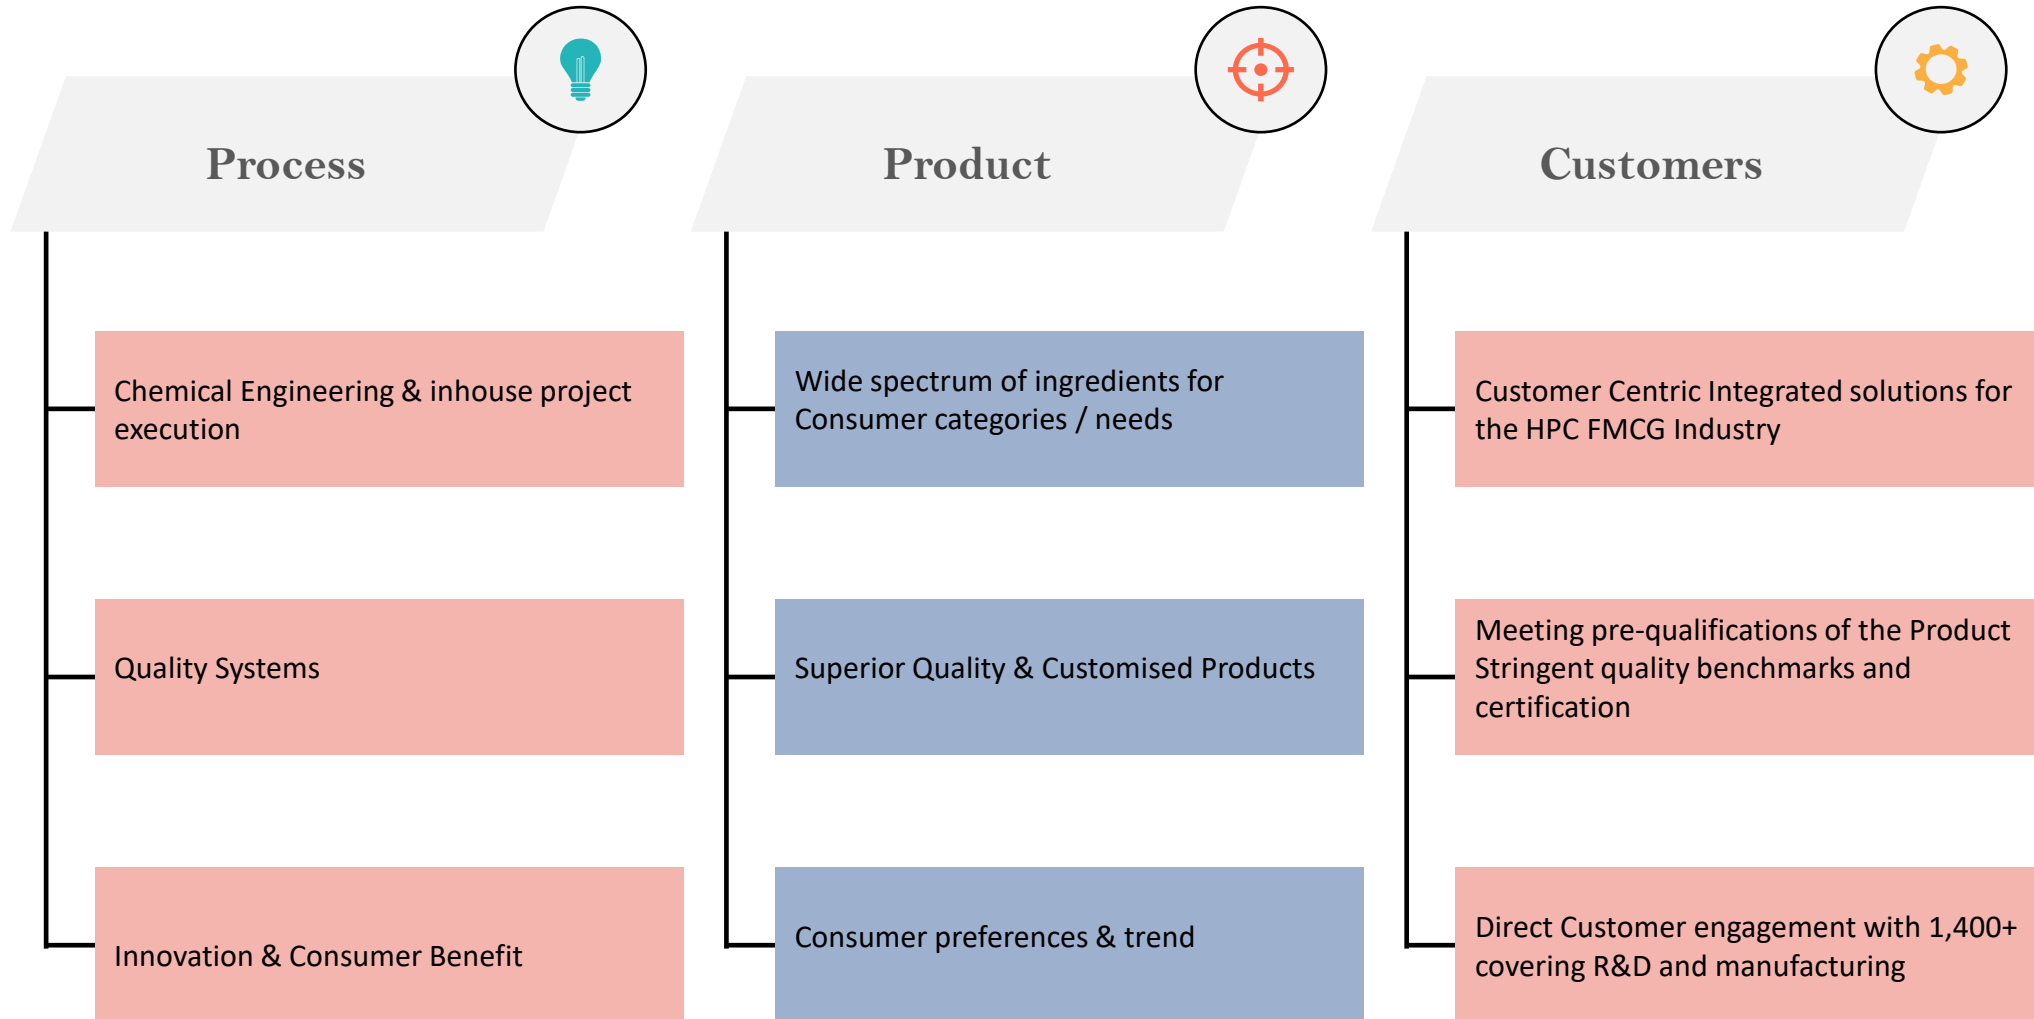 Process
Chemical Engineering & inhouse project
execution
Quality Systems
Innovation & Consumer Benefit
Product
Wide spectrum of ingredients for
Consumer categories / needs
Superior Quality & Customised Products
Consumer preferences & trend
Customers
Customer Centric Integrated solutions for
the HPC FMCG Industry
Meeting pre-qualifications of the Product
Stringent quality benchmarks and
certification
Direct Customer engagement with 1,400+
covering R&D and manufacturing